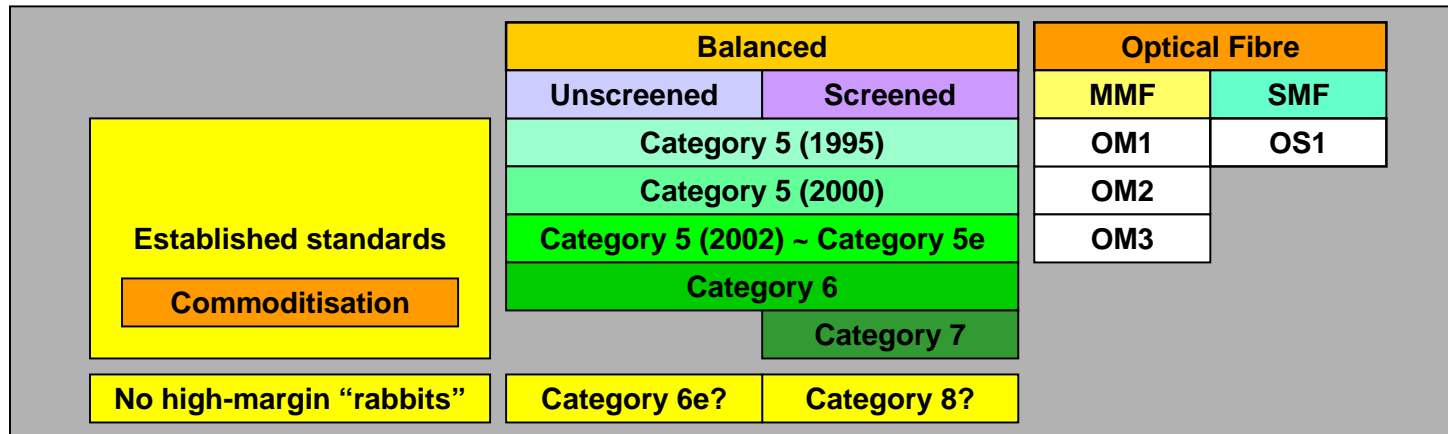 Balanced
Optical Fibre
Unscreened
Screened
MMF
SMF
Category 5 (1995)
OM1
OS1
Category 5 (2000)
OM2
Established standards
Category 5 (2002) ~ Category 5e
OM3
Commoditisation
Category 6
Category 7
No high-margin “rabbits”
Category 6e?
Category 8?